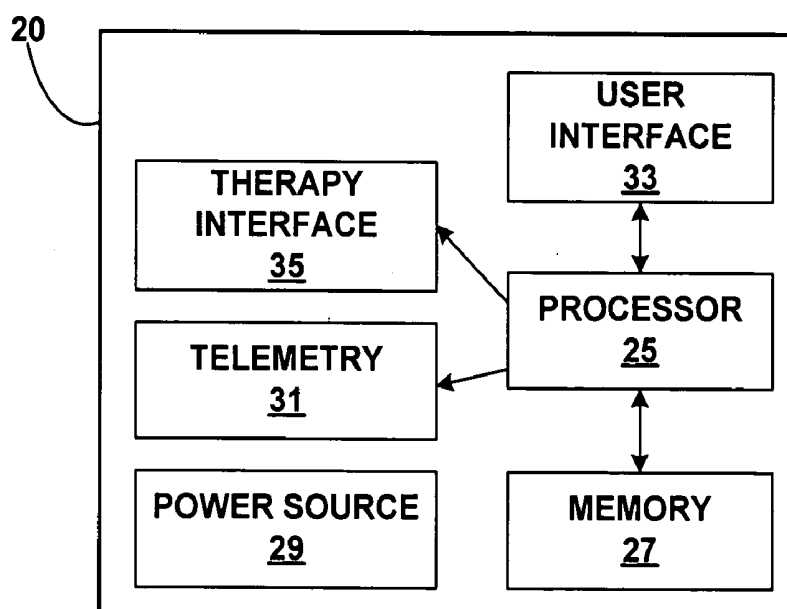 20
USER
INTERFACE
33
THERAPY
INTERFACE
35
PROCESSOR
25
TELEMETRY
31
POWER SOURCE
29
MEMORY
27